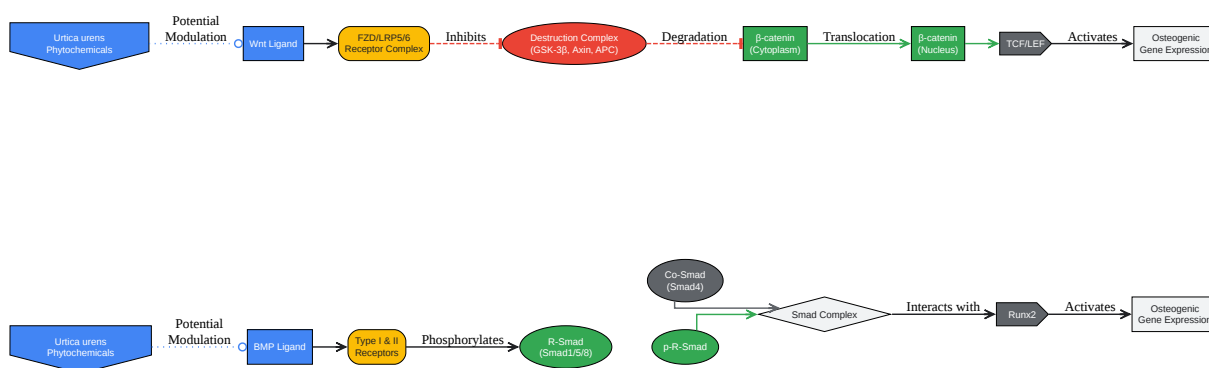 Urtica urens
Phytochemicals
Potential
Modulation
Wnt Ligand
FZD/LRP5/6
Receptor Complex
Inhibits
Destruction Complex
(GSK-3β, Axin, APC)
Degradation
β-catenin
(Cytoplasm)
Translocation
β-catenin
(Nucleus)
TCF/LEF
Activates
Osteogenic
Gene Expression
Co-Smad
(Smad4)
Smad Complex
Interacts with
Runx2
Activates
Osteogenic
Gene Expression
Urtica urens
Phytochemicals
Potential
Modulation
BMP Ligand
Type I & II
Receptors
Phosphorylates
R-Smad
(Smad1/5/8)
p-R-Smad